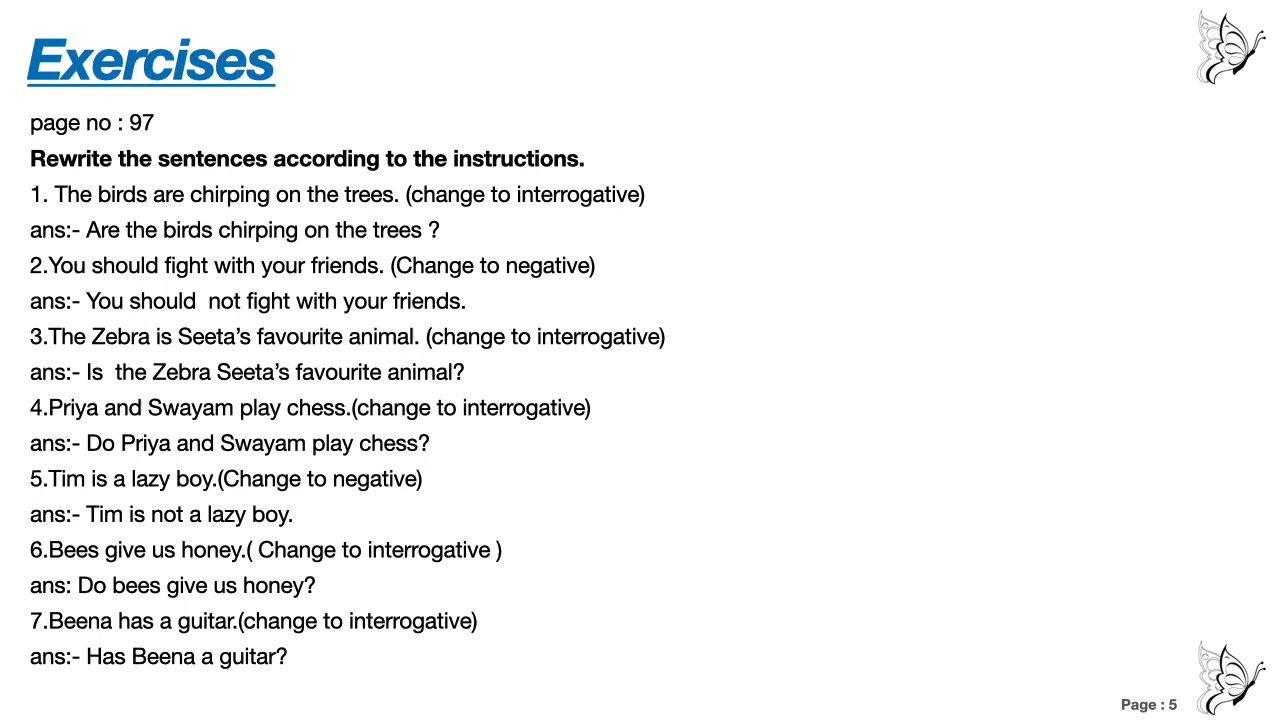 Exercises
page no : 97
Rewrite the sentences according to the instructions.
1. The birds are chirping on the trees. (change to interrogative)
ans:- Are the birds chirping on the trees ?
2.You should fight with your friends. (Change to negative)
ans:- You should  not fight with your friends.
3.The Zebra is Seeta’s favourite animal. (change to interrogative)
ans:- Is  the Zebra Seeta’s favourite animal?
4.Priya and Swayam play chess.(change to interrogative)
ans:- Do Priya and Swayam play chess?
5.Tim is a lazy boy.(Change to negative)
ans:- Tim is not a lazy boy.
6.Bees give us honey.( Change to interrogative )
ans: Do bees give us honey?
7.Beena has a guitar.(change to interrogative)
ans:- Has Beena a guitar?
Page : 5